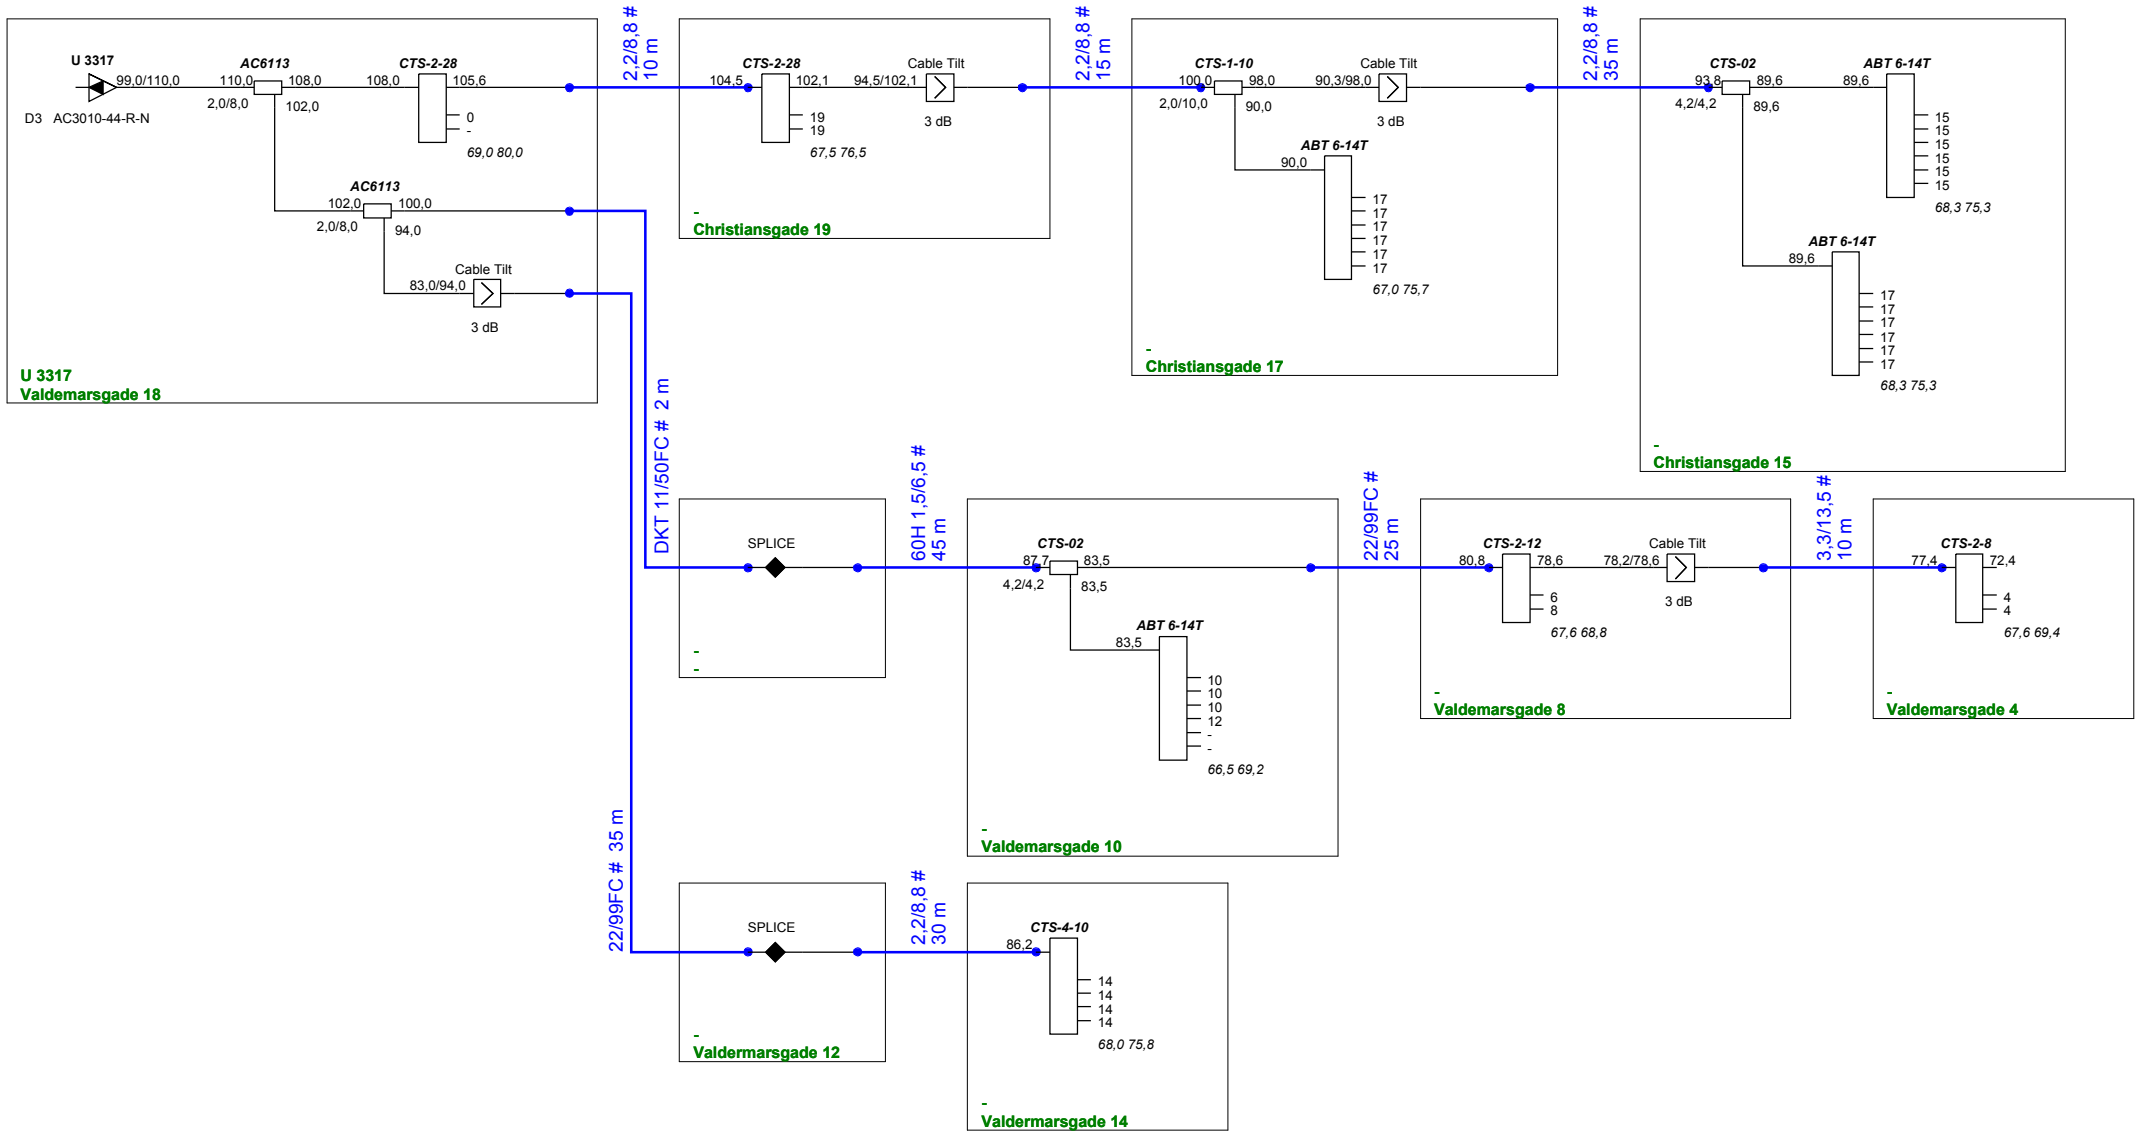 U 3317
99,0/110,0
D3 AC3010-44-R-N
AC6113
110,0
108,0
2,0/8,0
102,0
CTS-2-28
108,0
105,6
0
-
69,0 80,0
AC6113
102,0
100,0
2,0/8,0
94,0
Cable Tilt
83,0/94,0
3 dB
U 3317
Valdemarsgade 18
2,2/8,8 #
10 m
CTS-2-28
104,5
102,1
19
19
67,5 76,5
Cable Tilt
94,5/102,1
3 dB
-
Christiansgade 19
2,2/8,8 #
15 m
CTS-1-10
100,0
98,0
2,0/10,0
90,0
Cable Tilt
90,3/98,0
3 dB
ABT 6-14T
90,0
17
17
17
17
17
17
67,0 75,7
-
Christiansgade 17
2,2/8,8 #
35 m
CTS-02
93,8
89,6
4,2/4,2
89,6
ABT 6-14T
89,6
15
15
15
15
15
15
68,3 75,3
ABT 6-14T
89,6
17
17
17
17
17
17
68,3 75,3
-
Christiansgade 15
DKT 11/50FC # 2 m
SPLICE
-
-
60H 1,5/6,5 #
45 m
CTS-02
87,7
83,5
4,2/4,2
83,5
ABT 6-14T
83,5
10
10
10
12
-
-
66,5 69,2
-
Valdemarsgade 10
22/99FC #
25 m
CTS-2-12
80,8
78,6
6
8
67,6 68,8
Cable Tilt
78,2/78,6
3 dB
-
Valdemarsgade 8
3,3/13,5 #
10 m
CTS-2-8
77,4
72,4
4
4
67,6 69,4
-
Valdemarsgade 4
22/99FC # 35 m
SPLICE
-
Valdermarsgade 12
2,2/8,8 #
30 m
CTS-4-10
86,2
14
14
14
14
68,0 75,8
-
Valdermarsgade 14